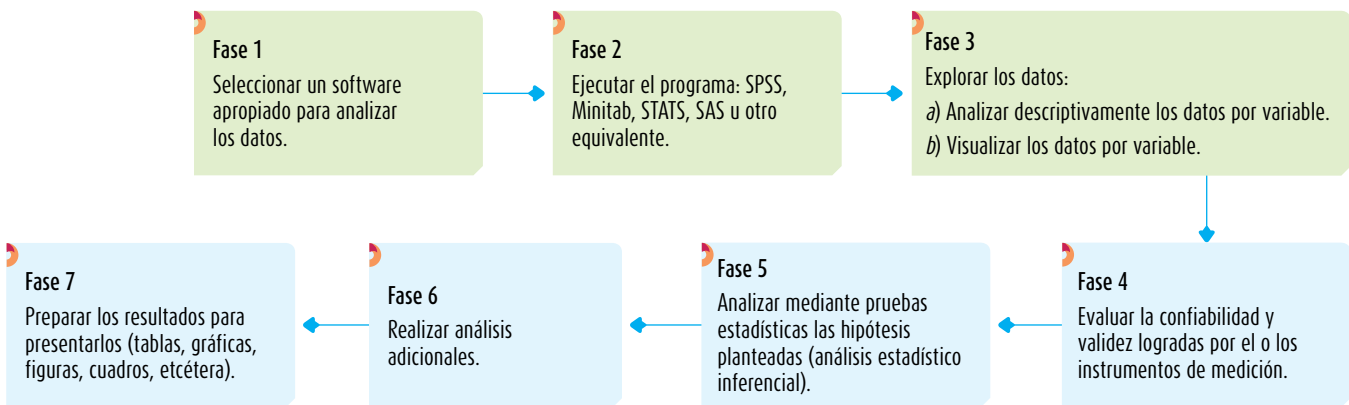 Fase 1
Seleccionar un software
apropiado para analizar
los datos.
Fase 2
Ejecutar el programa: SPSS,
Minitab, STATS, SAS u otro
equivalente.
Fase 3
Explorar los datos:
a) Analizar descriptivamente los datos por variable.
b) Visualizar los datos por variable.
Fase 4
Evaluar la confiabilidad y
validez logradas por el o los
instrumentos de medición.
Fase 5
Analizar mediante pruebas
estadísticas las hipótesis
planteadas (análisis estadístico
inferencial).
Fase 6
Realizar análisis
adicionales.
Fase 7
Preparar los resultados para
presentarlos (tablas, gráficas,
figuras, cuadros, etcétera).